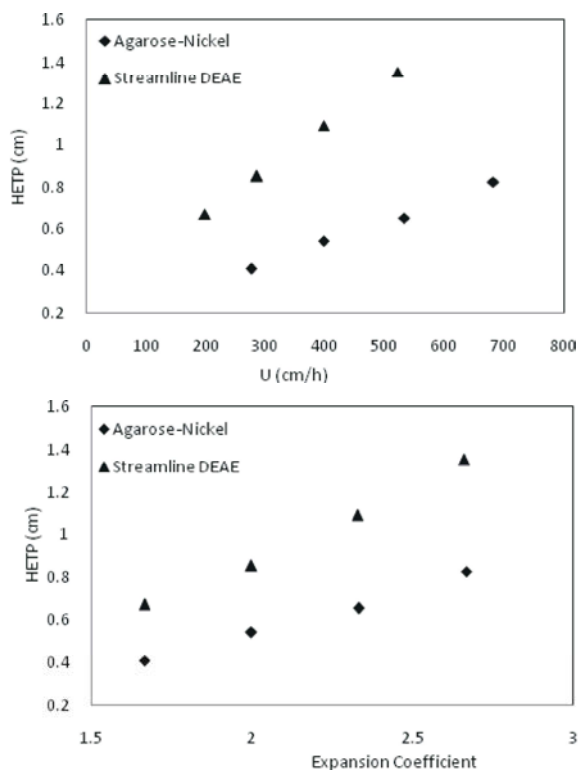 1.6
Agarose-Nickel
1.4
Streamline DEAE
1.2
1
HETP (cm)
0.8
0.6
0.4
0.2
0 100 200 300 400 500 600 700 800
U (cm/h)
1.6
Agarose-Nickel
1.4
Streamline DEAE
1.2
1
HETP (cm)
0.8
0.6
0.4
0.2
1.5 2 2.5 3
Expansion Coefficient